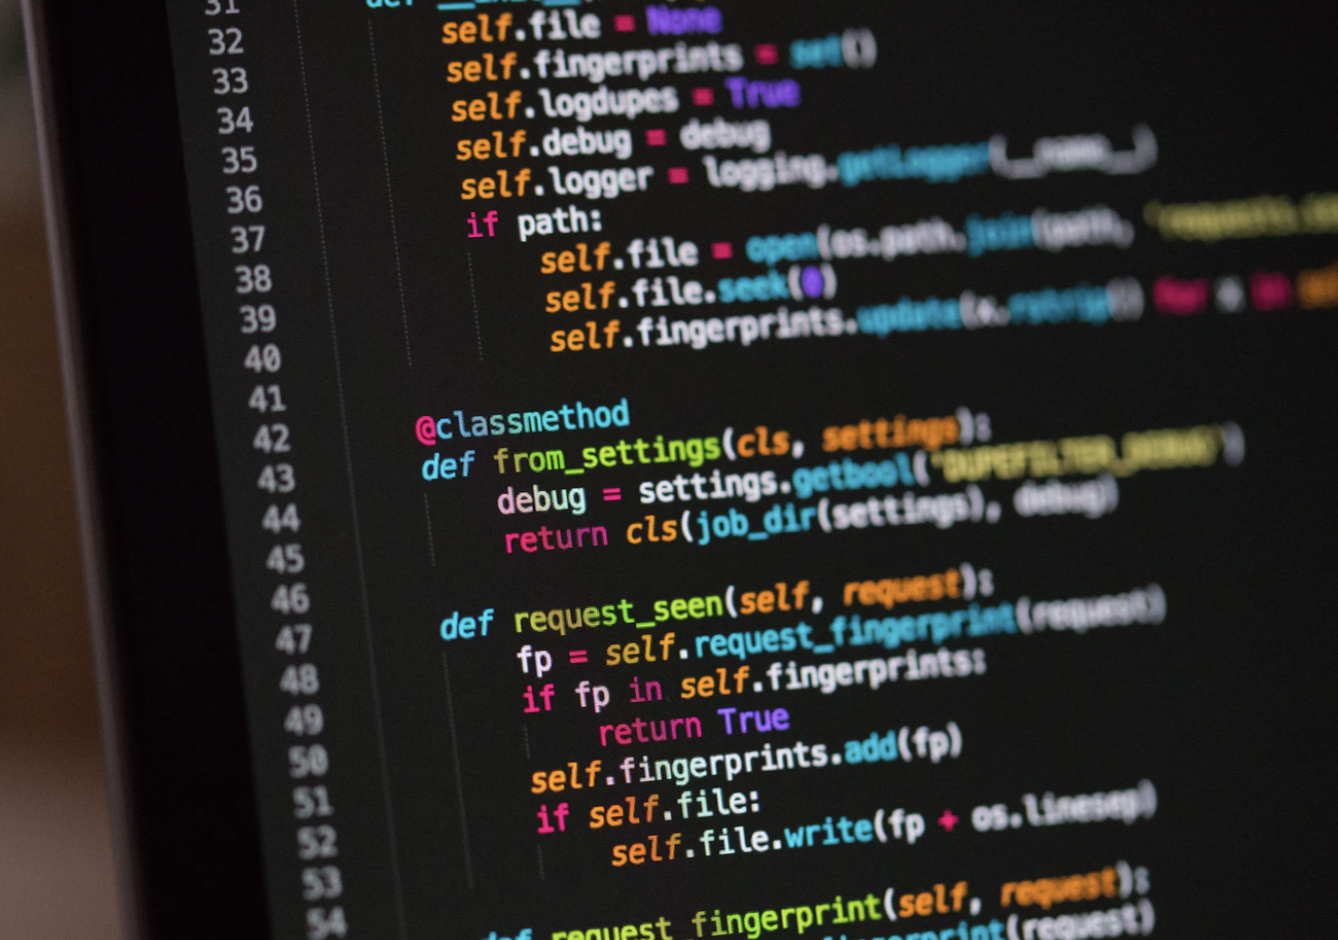 31 def __init__(
32 self.file = None
33 self.fingerprints = set()
34 self.logdupes = True
35 self.debug = debug
36 self.logger = logging.getLogger(__name__)
37 if path:
38 self.file = open(os.path.join(path,
39 self.file.seek(0)
40 self.fingerprints.update(x.rstrip() for x in
41
42 @classmethod
43 def from_settings(cls, settings):
44 debug = settings.getbool("DUPEFILTER_DEBUG")
45 return cls(job_dir(settings), debug)
46
47 def request_seen(self, request):
48 fp = self.request_fingerprint(request)
49 if fp in self.fingerprints:
50 return True
51 self.fingerprints.add(fp)
52 if self.file:
53 self.file.write(fp + os.linesep)
54
def request_fingerprint(self, request):
(request)